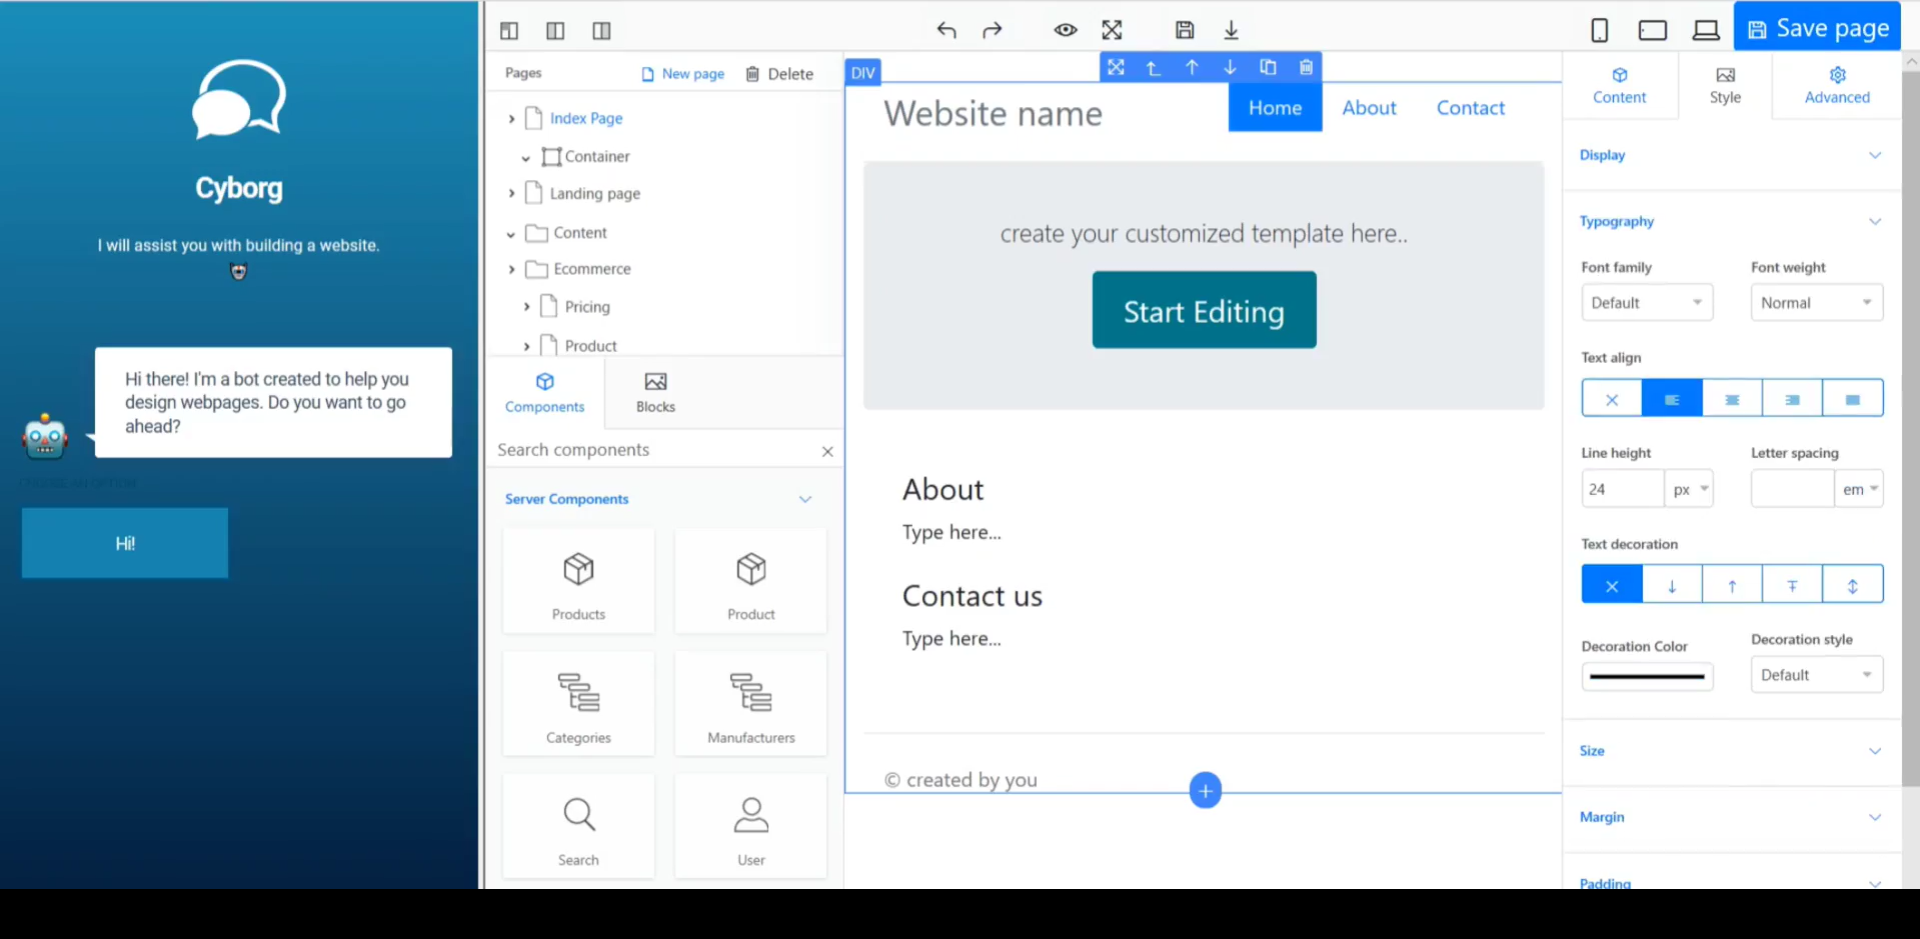 Cyborg
I will assist you with building a website.
Hi there! I'm a bot created to help you
design webpages. Do you want to go
ahead?
CHOOSE AN OPTION
Hi!
Save page
Pages
New page
Delete
Index Page
Container
Landing page
Content
Ecommerce
Pricing
Product
Components
Blocks
Search components
Server Components
Products
Product
Categories
Manufacturers
Search
User
DIV
Website name
Home
About
Contact
create your customized template here..
Start Editing
About
Type here...
Contact us
Type here...
© created by you
Content
Style
Advanced
Display
Typography
Font family
Font weight
Default
Normal
Text align
Line height
Letter spacing
24
px
em
Text decoration
Decoration Color
Decoration style
Default
Size
Margin
Padding